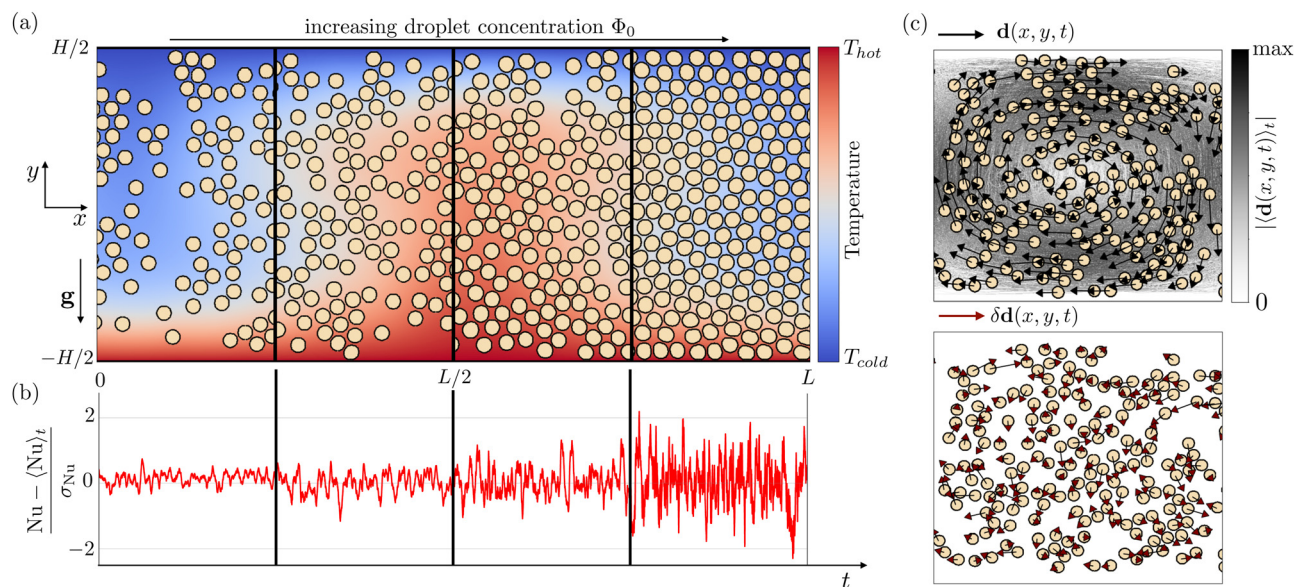 (a)
increasing droplet concentration Φ₀
H/2
T_hot
y
x
g
Temperature
−H/2
T_cold
0
L/2
L
(b)
2
0
−2
Nu − ⟨Nu⟩_t
σ_Nu
t
(c)
d(x, y, t)
max
|⟨d(x, y, t)⟩_t|
0
δd(x, y, t)